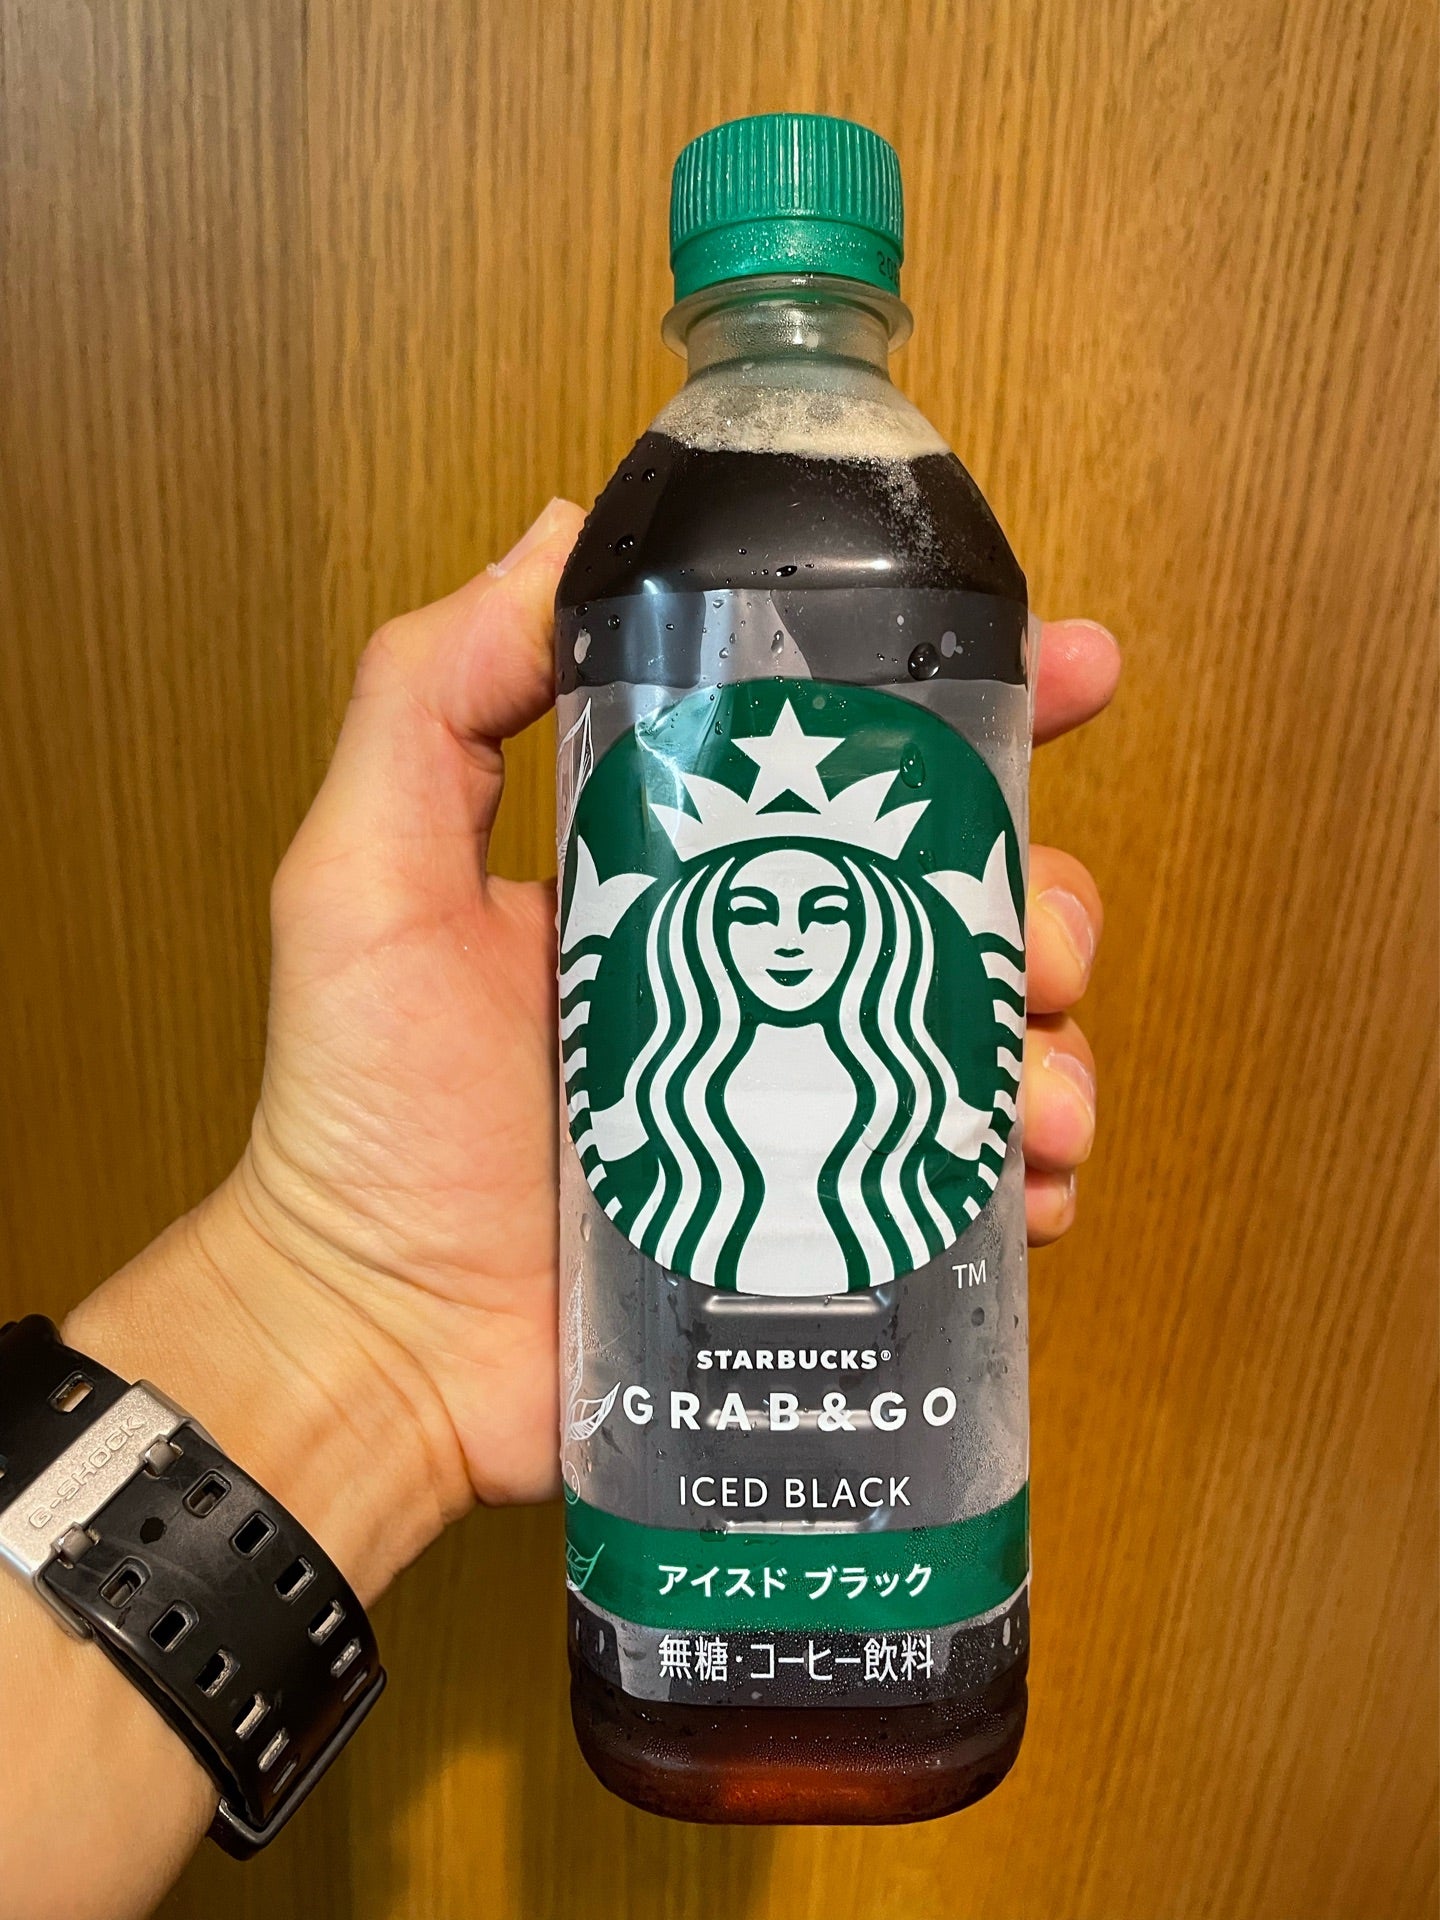 TM
STARBUCKS®
GRAB&GO
ICED BLACK
アイスド ブラック
無糖・コーヒー飲料
G-SHOCK